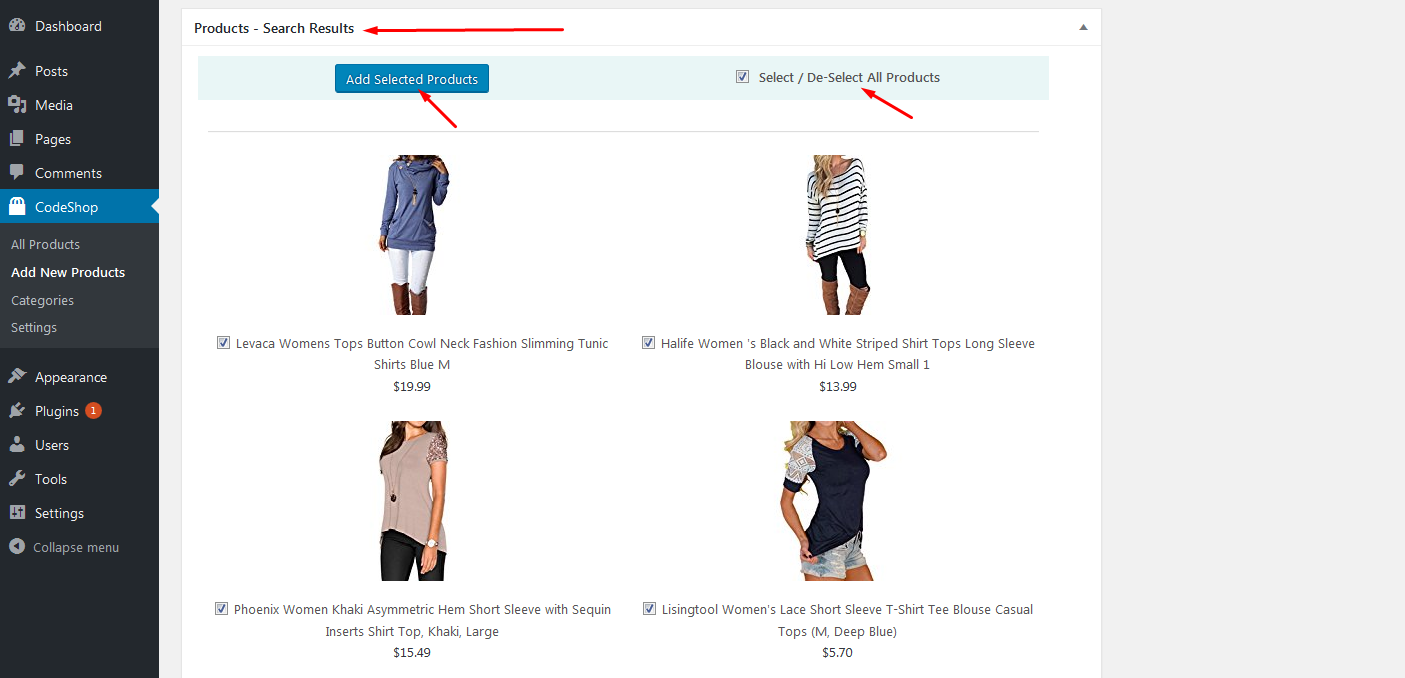 Dashboard
Posts
Media
Pages
Comments
CodeShop
All Products
Add New Products
Categories
Settings
Appearance
Plugins 1
Users
Tools
Settings
Collapse menu
Products - Search Results
Add Selected Products
Select / De-Select All Products
Levaca Womens Tops Button Cowl Neck Fashion Slimming Tunic
Shirts Blue M
$19.99
Halife Women 's Black and White Striped Shirt Tops Long Sleeve
Blouse with Hi Low Hem Small 1
$13.99
Phoenix Women Khaki Asymmetric Hem Short Sleeve with Sequin
Inserts Shirt Top, Khaki, Large
$15.49
Lisingtool Women's Lace Short Sleeve T-Shirt Tee Blouse Casual
Tops (M, Deep Blue)
$5.70